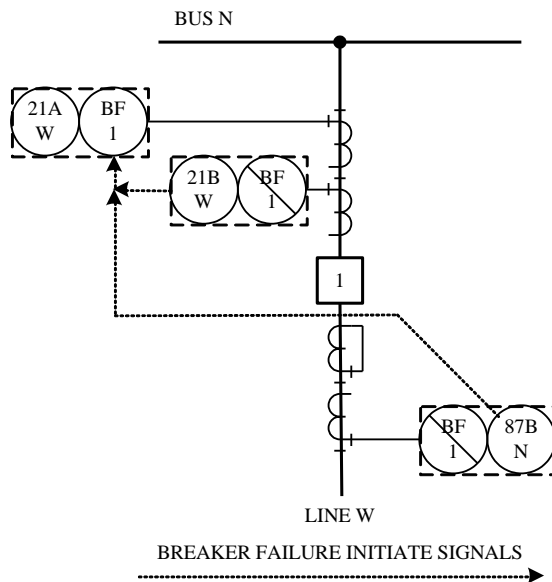 BUS N
21A
W
BF
1
21B
W
BF
1
1
BF
1
87B
N
LINE W
BREAKER FAILURE INITIATE SIGNALS